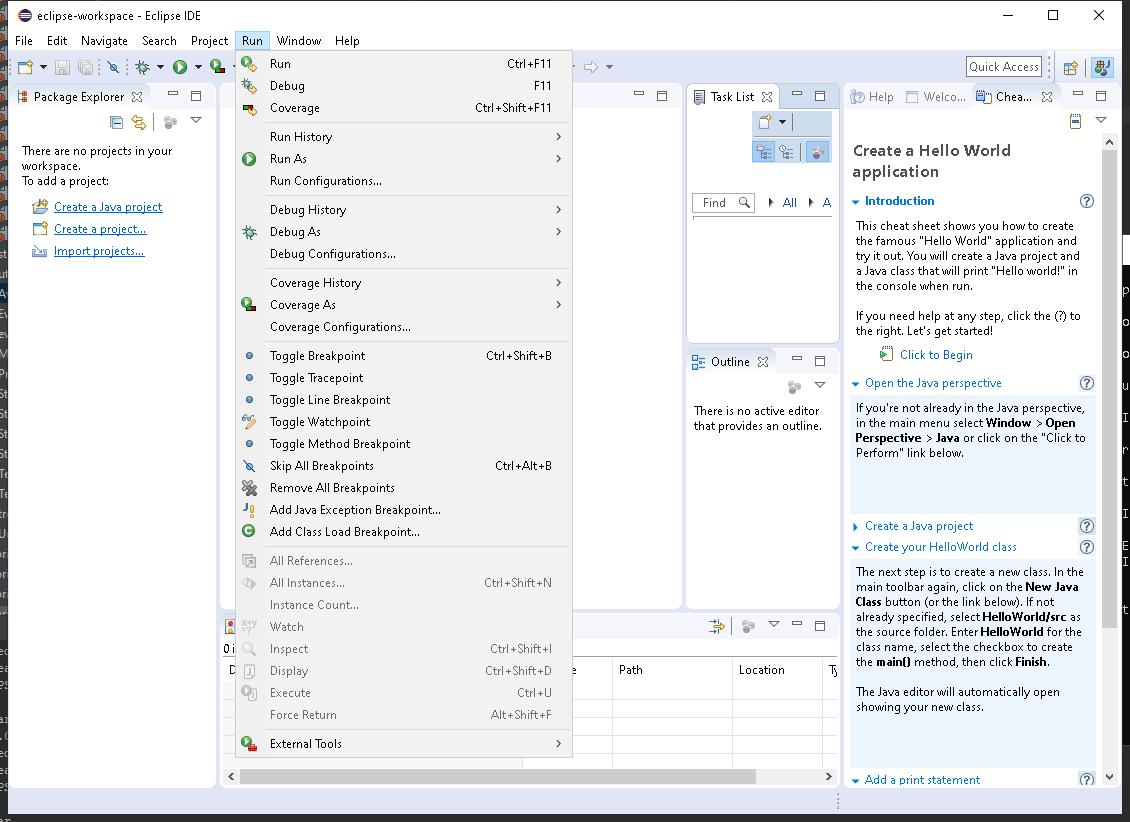 eclipse-workspace - Eclipse IDE
File Edit Navigate Search Project Run Window Help
Quick Access
Package Explorer
There are no projects in your
workspace.
To add a project:
Create a Java project
Create a project...
Import projects...
Run Ctrl+F11
Debug F11
Coverage Ctrl+Shift+F11
Run History
Run As
Run Configurations...
Debug History
Debug As
Debug Configurations...
Coverage History
Coverage As
Coverage Configurations...
Toggle Breakpoint Ctrl+Shift+B
Toggle Tracepoint
Toggle Line Breakpoint
Toggle Watchpoint
Toggle Method Breakpoint
Skip All Breakpoints Ctrl+Alt+B
Remove All Breakpoints
Add Java Exception Breakpoint...
Add Class Load Breakpoint...
All References...
All Instances... Ctrl+Shift+N
Instance Count...
Watch
Inspect Ctrl+Shift+I
Display Ctrl+Shift+D
Execute Ctrl+U
Force Return Alt+Shift+F
External Tools
Path Location Ty
Task List
Find All A
Outline
There is no active editor
that provides an outline.
Help Welco... Chea...
Create a Hello World
application
Introduction
This cheat sheet shows you how to create
the famous "Hello World" application and
try it out. You will create a Java project and
a Java class that will print "Hello world!" in
the console when run.
If you need help at any step, click the (?) to
the right. Let's get started!
Click to Begin
Open the Java perspective
If you're not already in the Java perspective,
in the main menu select Window > Open
Perspective > Java or click on the "Click to
Perform" link below.
Create a Java project
Create your HelloWorld class
The next step is to create a new class. In the
main toolbar again, click on the New Java
Class button (or the link below). If not
already specified, select HelloWorld/src as
the source folder. Enter HelloWorld for the
class name, select the checkbox to create
the main() method, then click Finish.
The Java editor will automatically open
showing your new class.
Add a print statement